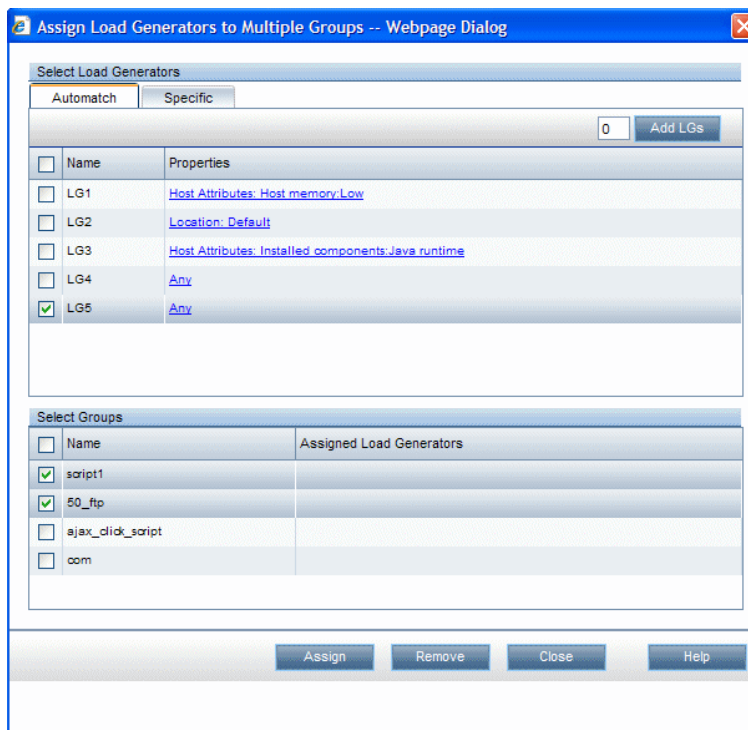 Assign Load Generators to Multiple Groups -- Webpage Dialog
Select Load Generators
Automatch Specific
0 Add LGs
Name Properties
LG1 Host Attributes: Host memory:Low
LG2 Location: Default
LG3 Host Attributes: Installed components:Java runtime
LG4 Any
LG5 Any
Select Groups
Name Assigned Load Generators
script1
50_ftp
ajax_click_script
com
Assign Remove Close Help